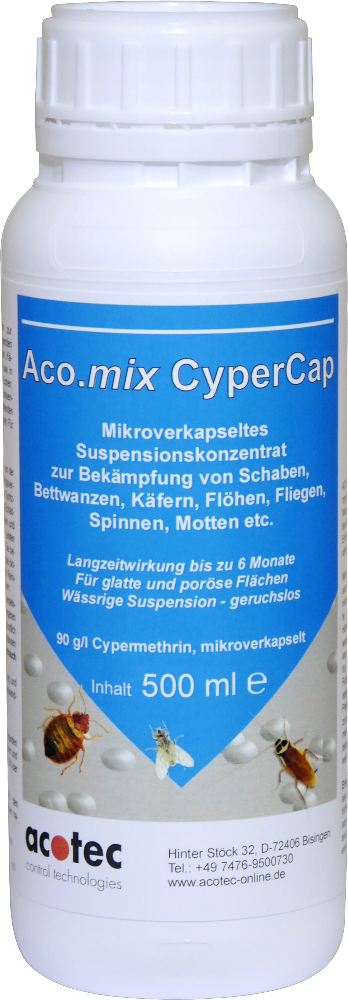 Aco.mix CyperCap
Mikroverkapseltes
Suspensionskonzentrat
zur Bekämpfung von Schaben,
Bettwanzen, Käfern, Flöhen, Fliegen,
Spinnen, Motten etc.
Langzeitwirkung bis zu 6 Monate
Für glatte und poröse Flächen
Wässrige Suspension - geruchslos
90 g/l Cypermethrin, mikroverkapselt
Inhalt 500 ml ℮
acotec
control technologies
Hinter Stöck 32, D-72406 Bisingen
Tel.: +49 7476-9500730
www.acotec-online.de